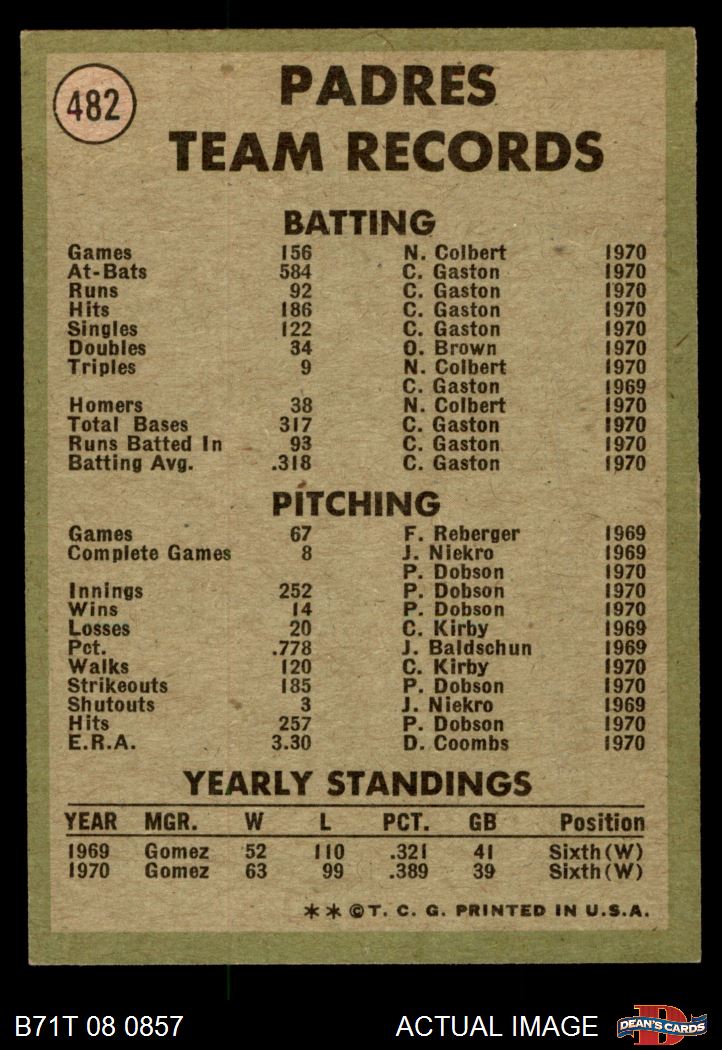 482
PADRES
TEAM RECORDS
BATTING
Games 156 N. Colbert 1970
At-Bats 584 C. Gaston 1970
Runs 92 C. Gaston 1970
Hits 186 C. Gaston 1970
Singles 122 C. Gaston 1970
Doubles 34 O. Brown 1970
Triples 9 N. Colbert 1970
C. Gaston 1969
Homers 38 N. Colbert 1970
Total Bases 317 C. Gaston 1970
Runs Batted In 93 C. Gaston 1970
Batting Avg. .318 C. Gaston 1970
PITCHING
Games 67 F. Reberger 1969
Complete Games 8 J. Niekro 1969
P. Dobson 1970
Innings 252 P. Dobson 1970
Wins 14 P. Dobson 1970
Losses 20 C. Kirby 1969
Pct. .778 J. Baldschun 1969
Walks 120 C. Kirby 1970
Strikeouts 185 P. Dobson 1970
Shutouts 3 J. Niekro 1969
Hits 257 P. Dobson 1970
E.R.A. 3.30 D. Coombs 1970
YEARLY STANDINGS
YEAR MGR. W L PCT. GB Position
1969 Gomez 52 110 .321 41 Sixth (W)
1970 Gomez 63 99 .389 39 Sixth (W)
** © T. C. G. PRINTED IN U.S.A.
B71T 08 0857 ACTUAL IMAGE D DEAN'S CARDS